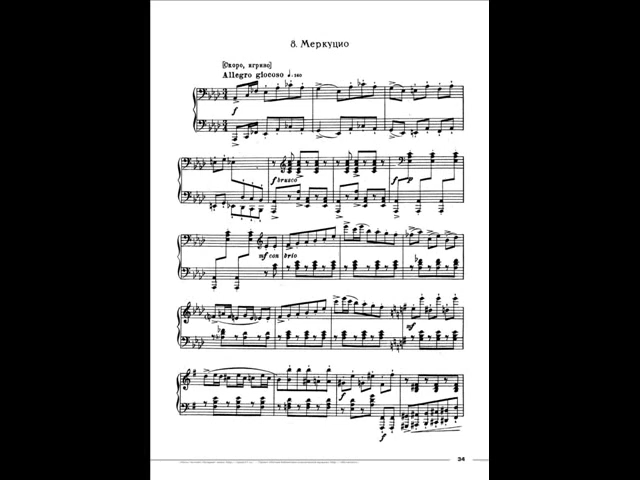 8. Меркуцио
[Скоро, игриво]
Allegro giocoso ♩. = 160
f
f brusco
f p
mf con brio
mf
f
34